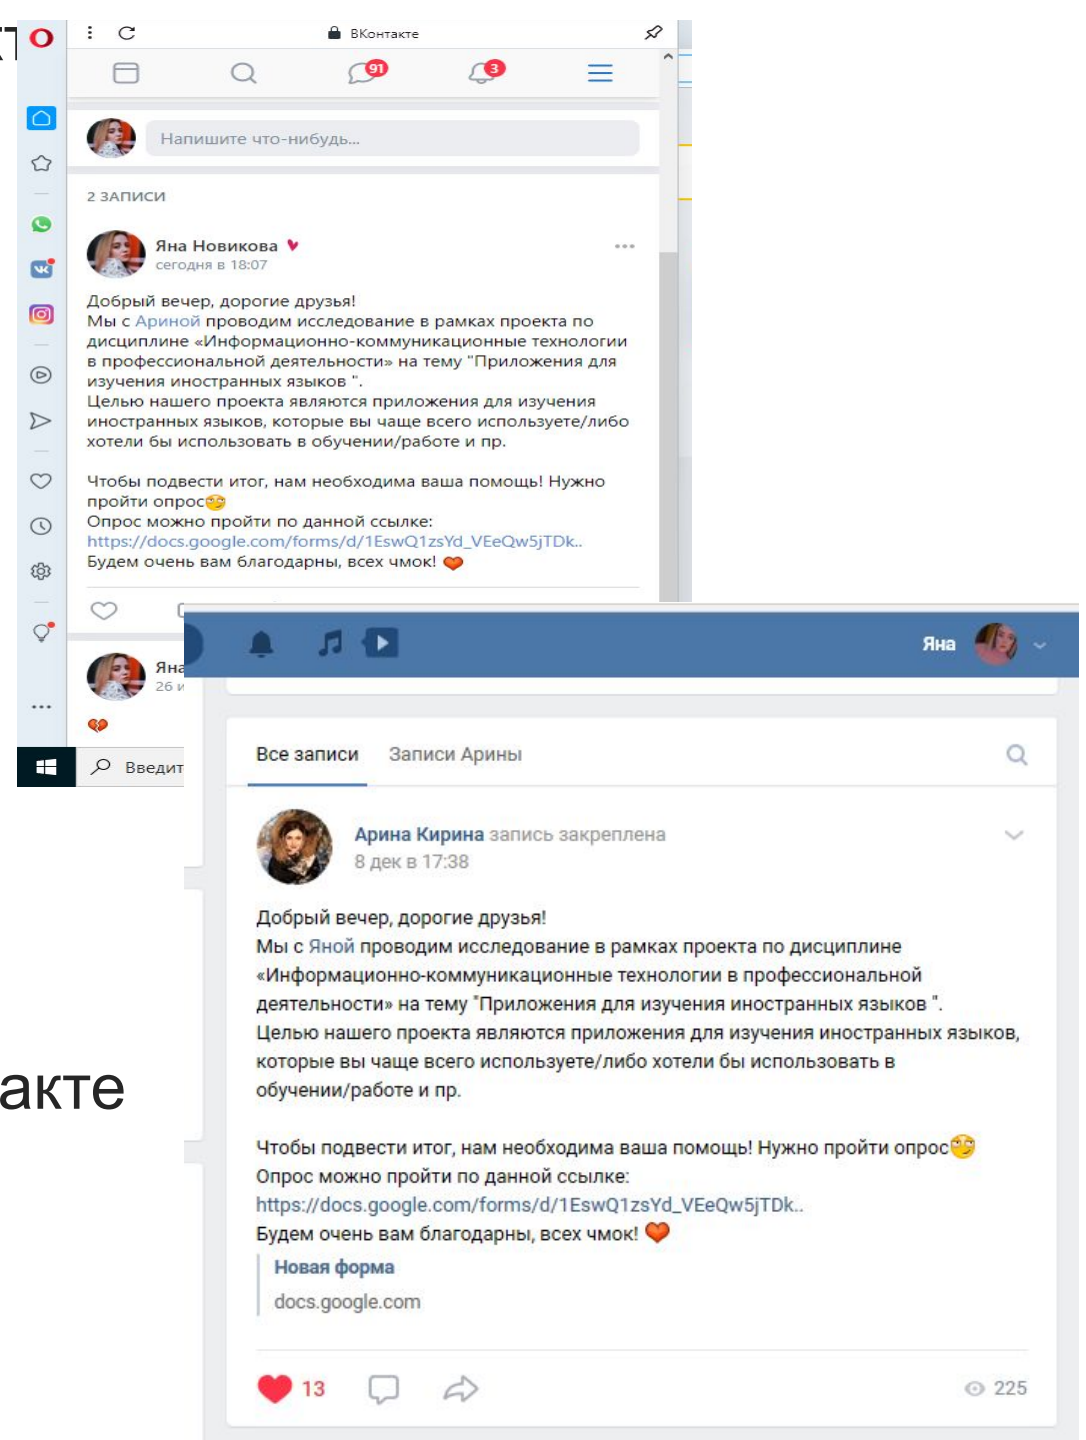 ВКонтакте
91
3
Напишите что-нибудь...
2 ЗАПИСИ
Яна Новикова
сегодня в 18:07
Добрый вечер, дорогие друзья!
Мы с Ариной проводим исследование в рамках проекта по
дисциплине «Информационно-коммуникационные технологии
в профессиональной деятельности» на тему "Приложения для
изучения иностранных языков ".
Целью нашего проекта являются приложения для изучения
иностранных языков, которые вы чаще всего используете/либо
хотели бы использовать в обучении/работе и пр.
Чтобы подвести итог, нам необходима ваша помощь! Нужно
пройти опрос
Опрос можно пройти по данной ссылке:
https://docs.google.com/forms/d/1EswQ1zsYd_VEeQw5jTDk..
Будем очень вам благодарны, всех чмок!
Яна
26 и
Введит
акте
Яна
Все записи Записи Арины
Арина Кирина запись закреплена
8 дек в 17:38
Добрый вечер, дорогие друзья!
Мы с Яной проводим исследование в рамках проекта по дисциплине
«Информационно-коммуникационные технологии в профессиональной
деятельности» на тему "Приложения для изучения иностранных языков ".
Целью нашего проекта являются приложения для изучения иностранных языков,
которые вы чаще всего используете/либо хотели бы использовать в
обучении/работе и пр.
Чтобы подвести итог, нам необходима ваша помощь! Нужно пройти опрос
Опрос можно пройти по данной ссылке:
https://docs.google.com/forms/d/1EswQ1zsYd_VEeQw5jTDk..
Будем очень вам благодарны, всех чмок!
Новая форма
docs.google.com
13
225